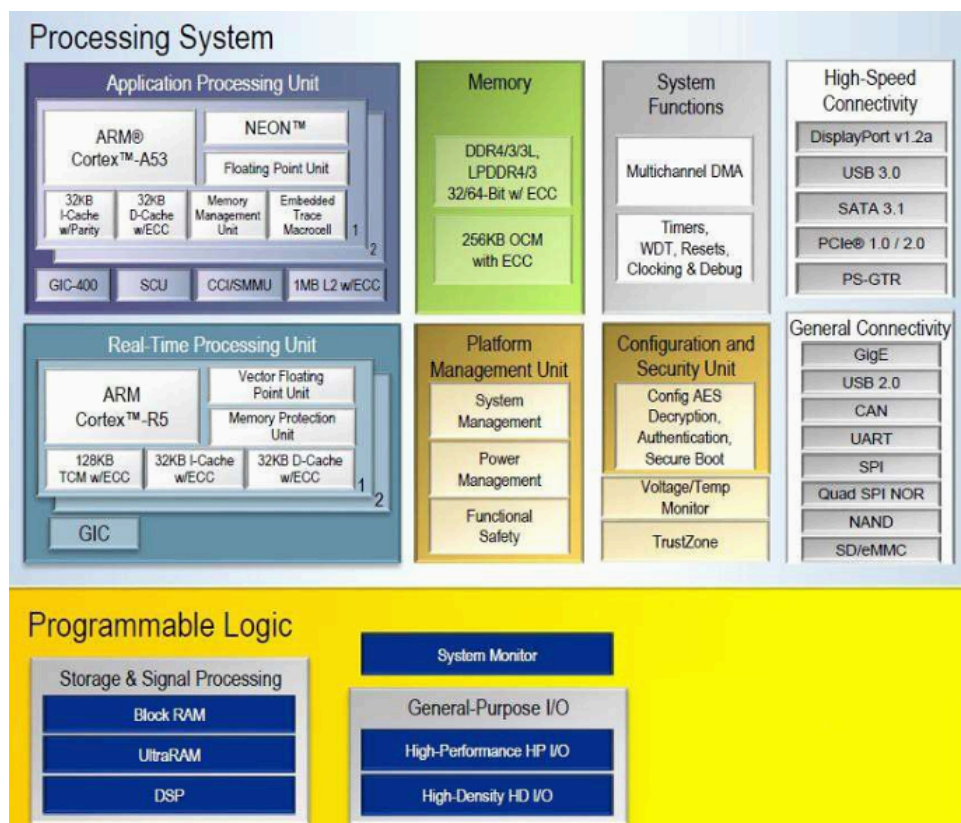 Processing System
Application Processing Unit
ARM®
Cortex™-A53
NEON™
Floating Point Unit
32KB
I-Cache
w/Parity
32KB
D-Cache
w/ECC
Memory
Management
Unit
Embedded
Trace
Macrocell
1
2
GIC-400
SCU
CCI/SMMU
1MB L2 w/ECC
Memory
DDR4/3/3L,
LPDDR4/3
32/64-Bit w/ ECC
256KB OCM
with ECC
System
Functions
Multichannel DMA
Timers,
WDT, Resets,
Clocking & Debug
High-Speed
Connectivity
DisplayPort v1.2a
USB 3.0
SATA 3.1
PCIe® 1.0 / 2.0
PS-GTR
Real-Time Processing Unit
ARM
Cortex™-R5
Vector Floating
Point Unit
Memory Protection
Unit
128KB
TCM w/ECC
32KB I-Cache
w/ECC
32KB D-Cache
w/ECC
1
2
GIC
Platform
Management Unit
System
Management
Power
Management
Functional
Safety
Configuration and
Security Unit
Config AES
Decryption,
Authentication,
Secure Boot
Voltage/Temp
Monitor
TrustZone
General Connectivity
GigE
USB 2.0
CAN
UART
SPI
Quad SPI NOR
NAND
SD/eMMC
Programmable Logic
Storage & Signal Processing
Block RAM
UltraRAM
DSP
System Monitor
General-Purpose I/O
High-Performance HP I/O
High-Density HD I/O